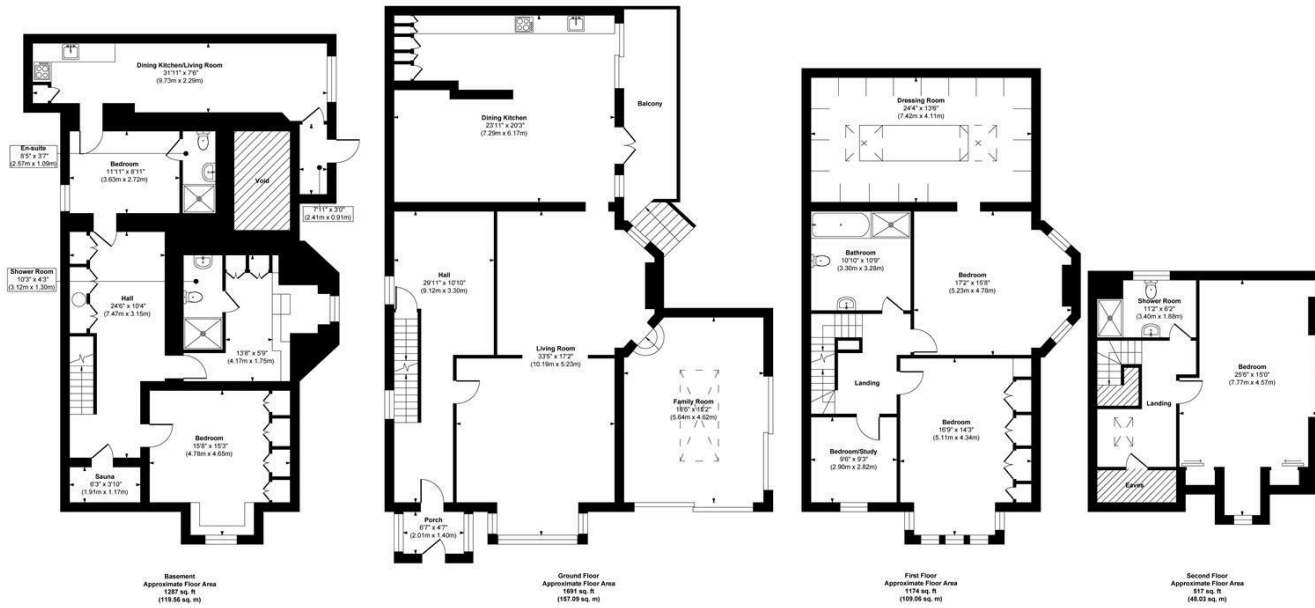 Dining Kitchen/Living Room
31'11" x 7'6"
(9.73m x 2.29m)
En-suite
8'5" x 3'7"
(2.57m x 1.09m)
Bedroom
11'11" x 8'11"
(3.63m x 2.72m)
Void
7'11" x 3'0"
(2.41m x 0.91m)
Shower Room
10'3" x 4'3"
(3.12m x 1.30m)
Hall
24'6" x 10'4"
(7.47m x 3.15m)
13'8" x 5'9"
(4.17m x 1.75m)
Bedroom
15'8" x 15'3"
(4.78m x 4.65m)
Sauna
6'3" x 3'10"
(1.91m x 1.17m)
Basement
Approximate Floor Area
1287 sq. ft
(119.56 sq. m)
Dining Kitchen
23'11" x 20'3"
(7.29m x 6.17m)
Balcony
Hall
29'11" x 10'10"
(9.12m x 3.30m)
Living Room
33'5" x 17'2"
(10.19m x 5.23m)
Family Room
18'6" x 15'2"
(5.64m x 4.62m)
Porch
6'7" x 4'7"
(2.01m x 1.40m)
Ground Floor
Approximate Floor Area
1691 sq. ft
(157.09 sq. m)
Dressing Room
24'4" x 13'6"
(7.42m x 4.11m)
Bathroom
10'10" x 10'9"
(3.30m x 3.28m)
Bedroom
17'2" x 15'8"
(5.23m x 4.78m)
Landing
Bedroom
16'9" x 14'3"
(5.11m x 4.34m)
Bedroom/Study
9'6" x 9'3"
(2.90m x 2.82m)
First Floor
Approximate Floor Area
1174 sq. ft
(109.06 sq. m)
Shower Room
11'2" x 6'2"
(3.40m x 1.88m)
Bedroom
25'6" x 15'0"
(7.77m x 4.57m)
Landing
Eaves
Second Floor
Approximate Floor Area
517 sq. ft
(48.03 sq. m)